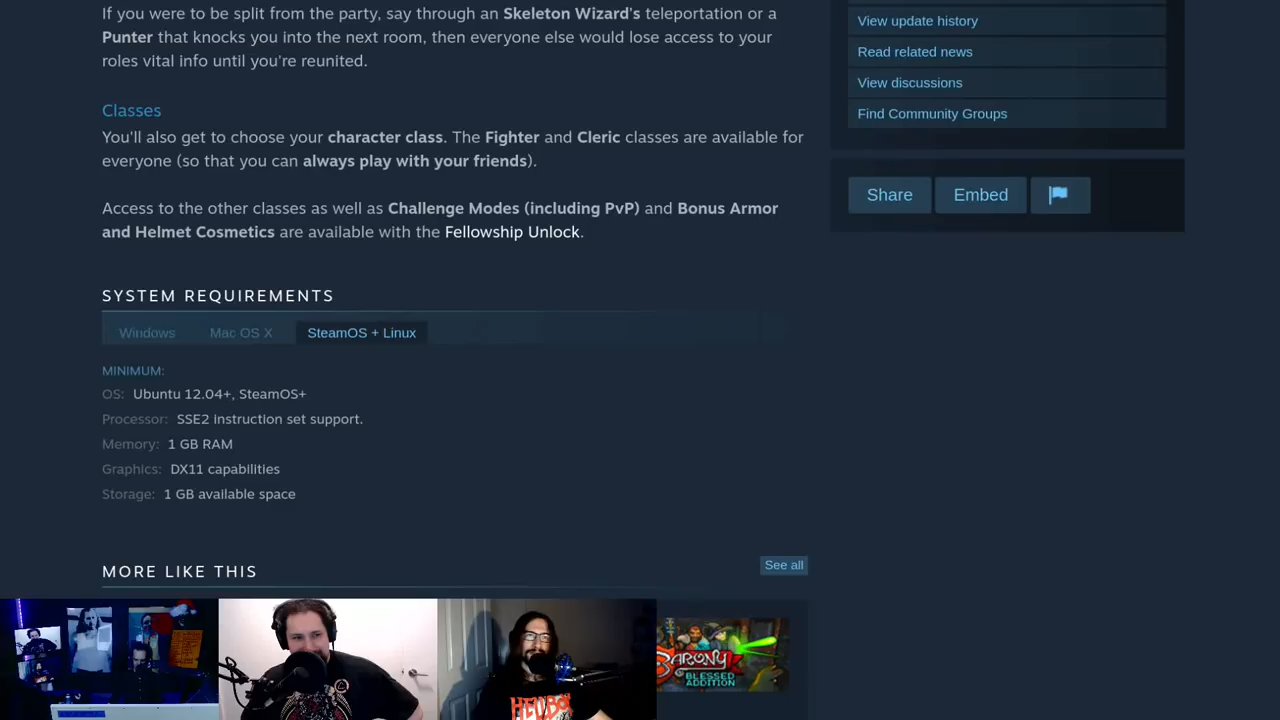 If you were to be split from the party, say through an Skeleton Wizard's teleportation or a
Punter that knocks you into the next room, then everyone else would lose access to your
roles vital info until you're reunited.
Classes
You'll also get to choose your character class. The Fighter and Cleric classes are available for
everyone (so that you can always play with your friends).
Access to the other classes as well as Challenge Modes (including PvP) and Bonus Armor
and Helmet Cosmetics are available with the Fellowship Unlock.
SYSTEM REQUIREMENTS
Windows
Mac OS X
SteamOS + Linux
MINIMUM:
OS: Ubuntu 12.04+, SteamOS+
Processor: SSE2 instruction set support.
Memory: 1 GB RAM
Graphics: DX11 capabilities
Storage: 1 GB available space
MORE LIKE THIS
See all
View update history
Read related news
View discussions
Find Community Groups
Share
Embed
HELLBOY
BARONY
BLESSED
ADDITION